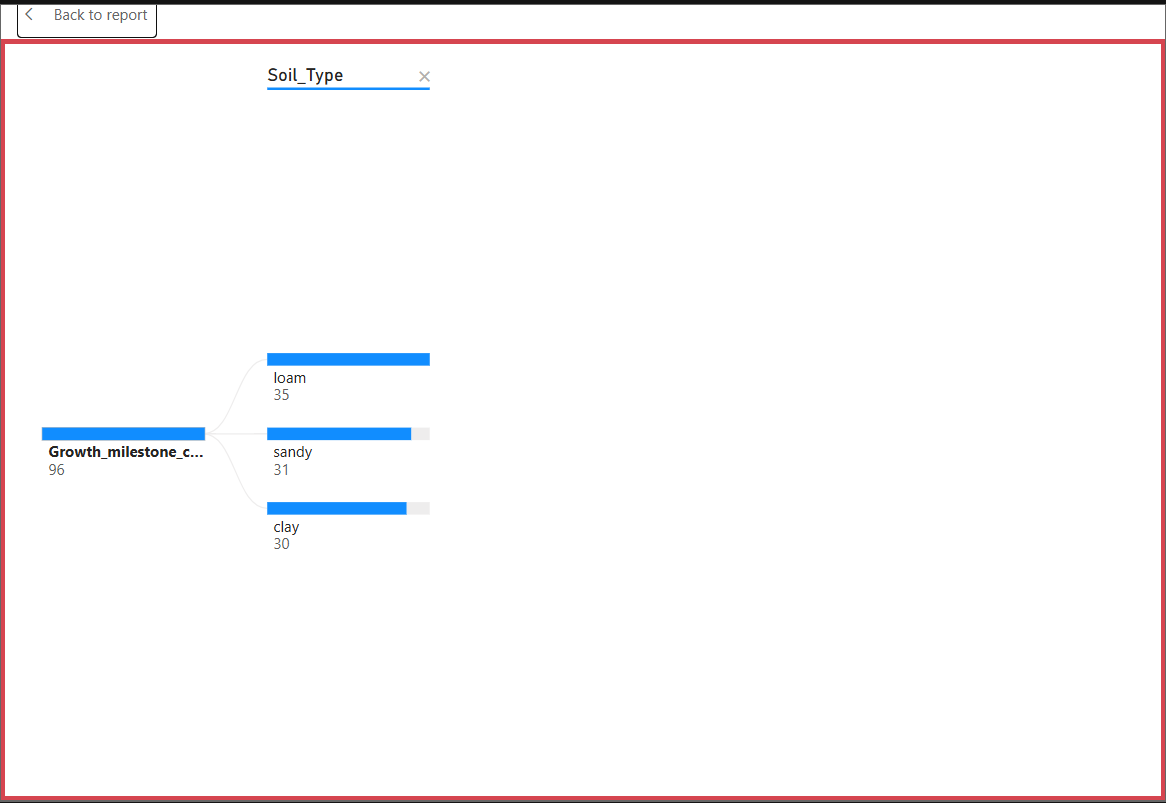 Back to report
Soil_Type
loam
35
Growth_milestone_c...
96
sandy
31
clay
30